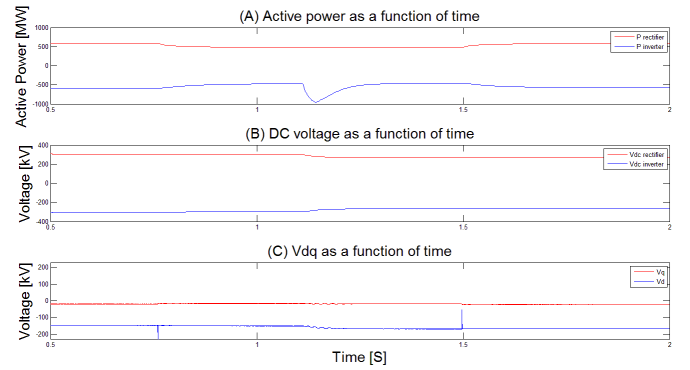 (A) Active power as a function of time
Active Power [MW]
1000
500
0
-500
-1000
P rectifier
P inverter
0.5 1 1.5 2
(B) DC voltage as a function of time
Voltage [kV]
400
200
0
-200
-400
Vdc rectifier
Vdc inverter
0.5 1 1.5 2
(C) Vdq as a function of time
Voltage [kV]
200
100
0
-100
-200
Vq
Vd
0.5 1 1.5 2
Time [S]